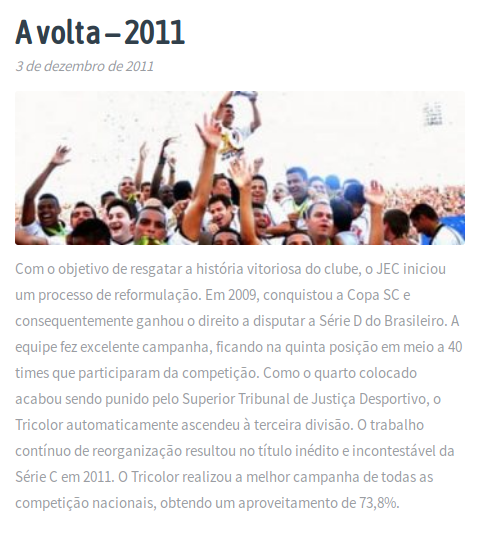 A volta – 2011
3 de dezembro de 2011
Com o objetivo de resgatar a história vitoriosa do clube, o JEC iniciou
um processo de reformulação. Em 2009, conquistou a Copa SC e
consequentemente ganhou o direito a disputar a Série D do Brasileiro. A
equipe fez excelente campanha, ficando na quinta posição em meio a 40
times que participaram da competição. Como o quarto colocado
acabou sendo punido pelo Superior Tribunal de Justiça Desportivo, o
Tricolor automaticamente ascendeu à terceira divisão. O trabalho
contínuo de reorganização resultou no título inédito e incontestável da
Série C em 2011. O Tricolor realizou a melhor campanha de todas as
competição nacionais, obtendo um aproveitamento de 73,8%.